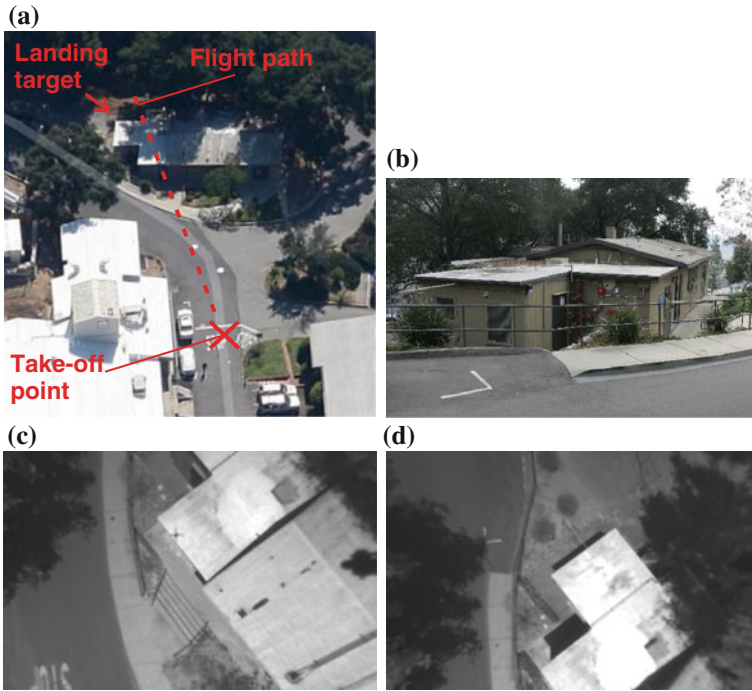 (a)
Landing
target
Flight path
Take-off
point
(b)
(c)
(d)